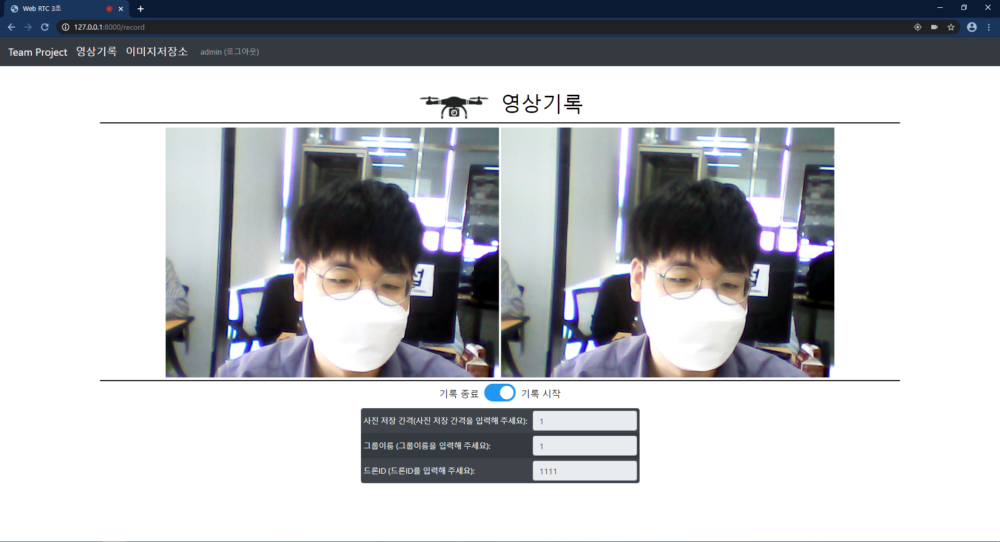 Web RTC 3조
127.0.0.1:8000/record
Team Project 영상기록 이미지저장소 admin (로그아웃)
영상기록
기록 종료 기록 시작
사진 저장 간격(사진 저장 간격을 입력해 주세요): 1
그룹이름 (그룹이름을 입력해 주세요): 1
드론ID (드론ID를 입력해 주세요): 1111